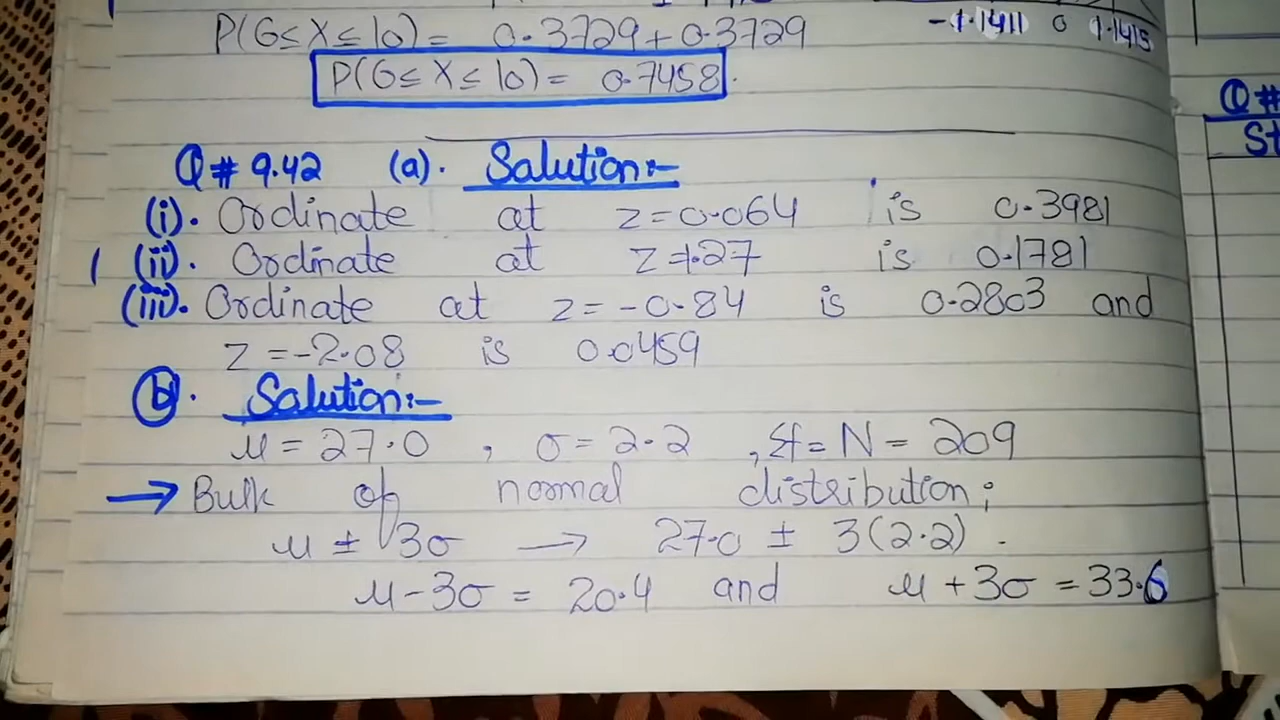 P(6≤X≤10) = 0.3729+0.3729
-1.1411 0 1.1415
P(6≤X≤10) = 0.7458.
Q # 9.42 (a). Salution:-
(i). Ordinate at z=0.064 is 0.3981
(ii). Ordinate at z=1.27 is 0.1781
(iii). Ordinate at z=-0.84 is 0.2803 and
z=-2.08 is 0.0459
(b). Salution:-
μ = 27.0 , σ = 2.2 , Σf = N = 209
→ Bulk of normal distribution;
μ ± 3σ → 27.0 ± 3(2.2).
μ-3σ = 20.4 and μ+3σ = 33.6
Q #
St